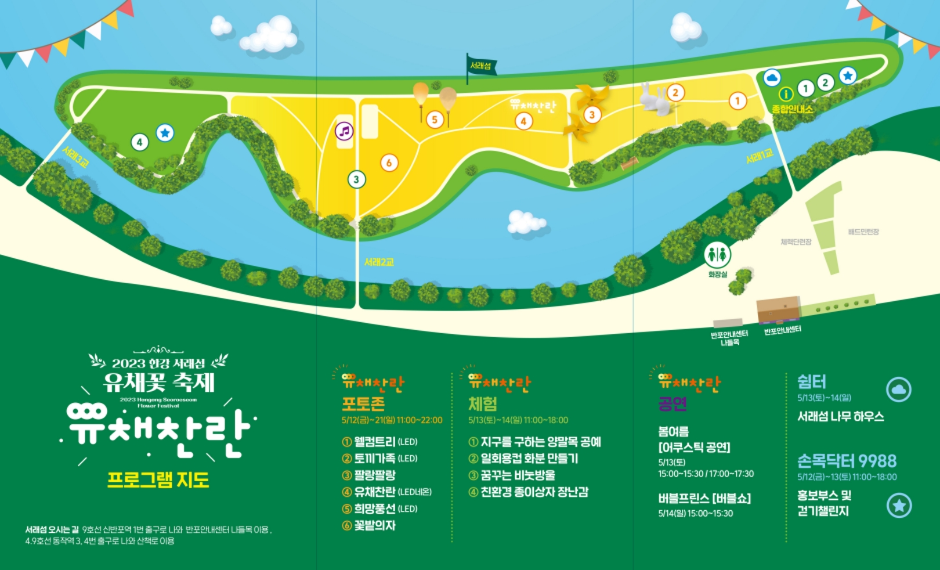 서래섬
유채찬란
종합안내소
서래3교
서래1교
서래2교
화장실
재혁단련장
배드민턴장
반포안내센터
나들목
반포안내센터
1
2
4
5
4
3
2
1
6
3
2023 한강 서래섬
유채꽃 축제
2023 Hangang Seoraeseom
Flower Festival
유채찬란
프로그램 지도
서래섬 오시는 길 9호선 신반포역 1번 출구로 나와 반포안내센터 나들목 이용,
4.9호선 동작역 3, 4번 출구로 나와 산책로 이용
유채찬란
포토존
5/12(금)~21(일) 11:00~22:00
① 웰컴트리 (LED)
② 토끼가족 (LED)
③ 팔랑팔랑
④ 유채찬란 (LED네온)
⑤ 희망풍선 (LED)
⑥ 꽃밭의자
유채찬란
체험
5/13(토)~14(일) 11:00~18:00
① 지구를 구하는 양말목 공예
② 일회용컵 화분 만들기
③ 꿈꾸는 비눗방울
④ 친환경 종이상자 장난감
유채찬란
공연
봄여름
[어쿠스틱 공연]
5/13(토)
15:00~15:30 / 17:00~17:30
버블프린스 [버블쇼]
5/14(일) 15:00~15:30
쉼터
5/13(토)~14(일)
서래섬 나무 하우스
손목닥터 9988
5/12(금)~13(토) 11:00~18:00
홍보부스 및
걷기챌린지